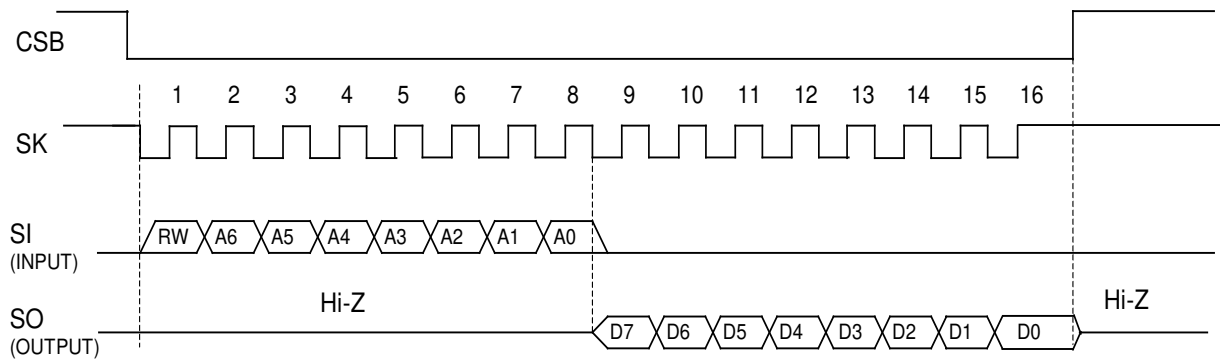 CSB
1 2 3 4 5 6 7 8 9 10 11 12 13 14 15 16
SK
SI
(INPUT)
RW A6 A5 A4 A3 A2 A1 A0
Hi-Z
Hi-Z
SO
(OUTPUT)
D7 D6 D5 D4 D3 D2 D1 D0